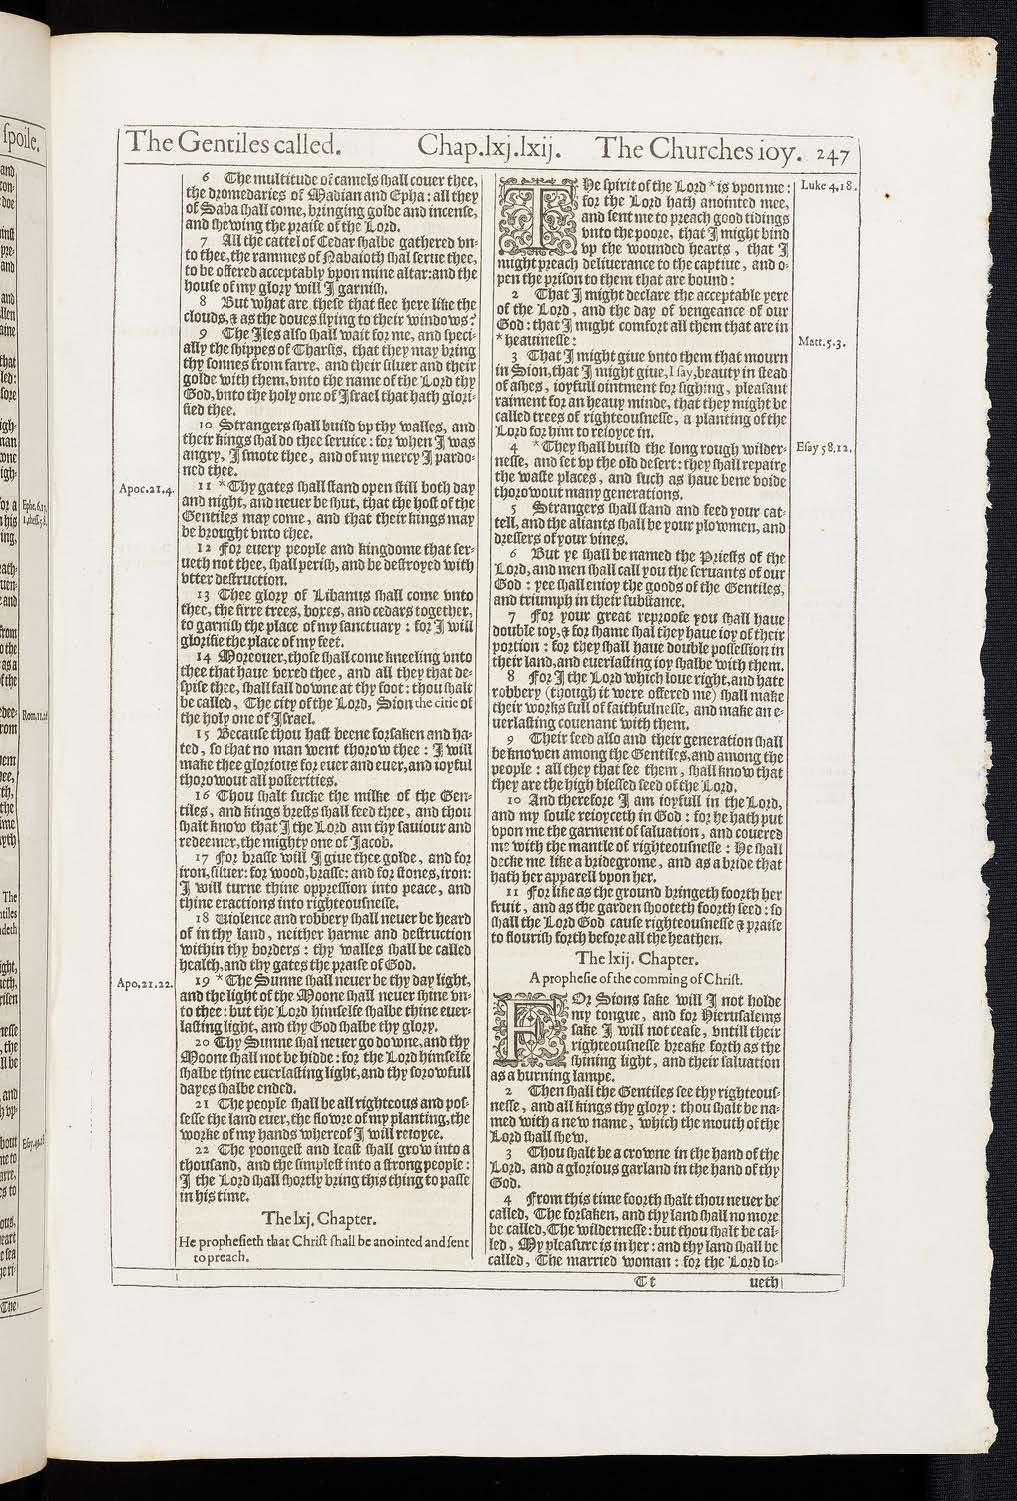 The Gentiles called. Chap.lxj.lxij. The Churches ioy. 247
6 The multitude of camels ſhall couer thee,
the dromedaries of Madian and Epha : all they
of Saba ſhall come, bringing golde and incenſe,
and ſhewing the praiſe of the Lord.
7 All the cattel of Cedar ſhalbe gathered vn-
to thee, the rammes of Nabaioth ſhal ſerue thee,
to be offered acceptably vpon mine altar: and the
houſe of my glory will I garniſh.
8 But what are theſe that flee here like the
clouds, & as the doues flying to their windows?
9 The Iles alſo ſhall wait for me, and ſpeci-
ally the ſhippes of Tharſis, that they may bring
thy ſonnes from farre, and their ſiluer and their
golde with them, vnto the name of the Lord thy
God, vnto the holy one of Iſrael that hath glori-
fied thee.
10 Strangers ſhall build vp thy walles, and
their kings ſhal do thee ſeruice : for when I was
angry, I ſmote thee, and of my mercy I pardo-
ned thee.
Apoc.21.4.
11 *Thy gates ſhall ſtand open ſtill both day
and night, and neuer be ſhut, that the hoſt of the
Gentiles may come, and that their kings may
be brought vnto thee.
12 For euery people and kingdome that ſer-
ueth not thee, ſhall periſh, and be deſtroyed with
vtter deſtruction.
13 Thee glory of Libanus ſhall come vnto
thee, the firre trees, boxes, and cedars together,
to garniſh the place of my ſanctuary : for I will
glorifie the place of my feet.
14 Moreouer, thoſe ſhall come kneeling vnto
thee that haue vexed thee, and all they that de-
ſpiſe thee, ſhall fall downe at thy foot : thou ſhalt
be called, The city of the Lord, Sion the citie of
the holy one of Iſrael.
15 Becauſe thou haſt beene forſaken and ha-
ted, ſo that no man went thorow thee : I will
make thee glorious for euer and euer, and ioyful
thorowout all poſterities.
16 Thou ſhalt ſucke the milke of the Gen-
tiles, and kings breſts ſhall feed thee, and thou
ſhalt know that I the Lord am thy ſauiour and
redeemer, the mighty one of Jacob.
17 For braſſe will I giue thee golde, and for
iron, ſiluer: for wood, braſſe: and for ſtones, iron:
I will turne thine oppreſſion into peace, and
thine exactions into righteouſneſſe.
18 Violence and robbery ſhall neuer be heard
of in thy land, neither harme and deſtruction
within thy borders : thy walles ſhall be called
health, and thy gates the praiſe of God.
Apo.21.22.
19 *The Sunne ſhall neuer be thy day light,
and the light of the Moone ſhall neuer ſhine vn-
to thee: but the Lord himſelfe ſhalbe thine euer-
laſting light, and thy God ſhalbe thy glory.
20 Thy Sunne ſhal neuer go downe, and thy
Moone ſhall not be hidde : for the Lord himſelfe
ſhalbe thine euerlaſting light, and thy ſorowfull
dayes ſhalbe ended.
21 The people ſhall be all righteous and poſ-
ſeſſe the land euer, the flowre of my planting, the
worke of my hands whereof I will reioyce.
22 The yoongeſt and leaſt ſhall grow into a
thouſand, and the ſimpleſt into a ſtrong people :
I the Lord ſhall ſhortly bring this thing to paſſe
in his time.
The lxj. Chapter.
He propheſieth that Chriſt ſhall be anointed and ſent
to preach.
THe ſpirit of the Lord * is vpon me :
for the Lord hath anointed mee,
and ſent me to preach good tidings
vnto the poore, that I might bind
vp the wounded hearts, that I
might preach deliuerance to the captiue, and o-
pen the priſon to them that are bound :
Luke 4.18.
2 That I might declare the acceptable yere
of the Lord, and the day of vengeance of our
God : that I might comfort all them that are in
* heauineſſe :
Matt.5.3.
3 That I might giue vnto them that mourn
in Sion, that I might giue, I ſay, beauty in ſtead
of aſhes, ioyfull ointment for ſighing, pleaſant
raiment for an heauy minde, that they might be
called trees of righteouſneſſe, a planting of the
Lord for him to reioyce in.
4 *They ſhall build the long rough wilder-
neſſe, and ſet vp the old deſert : they ſhall repaire
the waſte places, and ſuch as haue bene voide
thorowout many generations.
Eſay 58.12.
5 Strangers ſhall ſtand and feed your cat-
tell, and the aliants ſhall be your plowmen, and
dreſſers of your vines.
6 But ye ſhall be named the Prieſts of the
Lord, and men ſhall call you the ſeruants of our
God : yee ſhall enioy the goods of the Gentiles,
and triumph in their ſubſtance.
7 For your great reproofe you ſhall haue
double ioy, & for ſhame ſhal they haue ioy of their
portion : for they ſhall haue double poſſeſſion in
their land, and euerlaſting ioy ſhalbe with them.
8 For I the Lord which loue right, and hate
robbery (though it were offered me) ſhall make
their works full of faithfulneſſe, and make an e-
uerlaſting couenant with them.
9 Their ſeed alſo and their generation ſhall
be knowen among the Gentiles, and among the
people : all they that ſee them, ſhall know that
they are the high bleſſed ſeed of the Lord.
10 And therefore I am ioyfull in the Lord,
and my ſoule reioyceth in God : for he hath put
vpon me the garment of ſaluation, and couered
me with the mantle of righteouſneſſe : He ſhall
decke me like a bridegrome, and as a bride that
hath her apparell vpon her.
11 For like as the ground bringeth foorth her
fruit, and as the garden ſhooteth foorth ſeed : ſo
ſhall the Lord God cauſe righteouſneſſe & praiſe
to flouriſh forth before all the heathen.
The lxij. Chapter.
A propheſie of the comming of Chriſt.
FOr Sions ſake will I not holde
my tongue, and for Hieruſalems
ſake I will not ceaſe, vntill their
righteouſneſſe breake forth as the
ſhining light, and their ſaluation
as a burning lampe.
2 Then ſhall the Gentiles ſee thy righteouſ-
neſſe, and all kings thy glory : thou ſhalt be na-
med with a new name, which the mouth of the
Lord ſhall ſhew.
3 Thou ſhalt be a crowne in the hand of the
Lord, and a glorious garland in the hand of thy
God.
4 From this time foorth ſhalt thou neuer be
called, The forſaken, and thy land ſhall no more
be called, The wilderneſſe: but thou ſhalt be cal-
led, My pleaſure is in her : and thy land ſhall be
called, The married woman : for the Lord lo-
Tt ueth